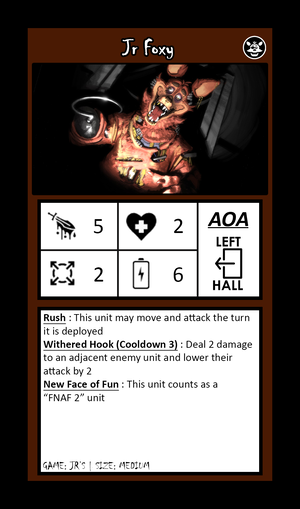 Jr Foxy
5
2
AOA
LEFT
HALL
2
6
Rush : This unit may move and attack the turn
it is deployed
Withered Hook (Cooldown 3) : Deal 2 damage
to an adjacent enemy unit and lower their
attack by 2
New Face of Fun : This unit counts as a
“FNAF 2” unit
GAME: JR'S | SIZE: MEDIUM